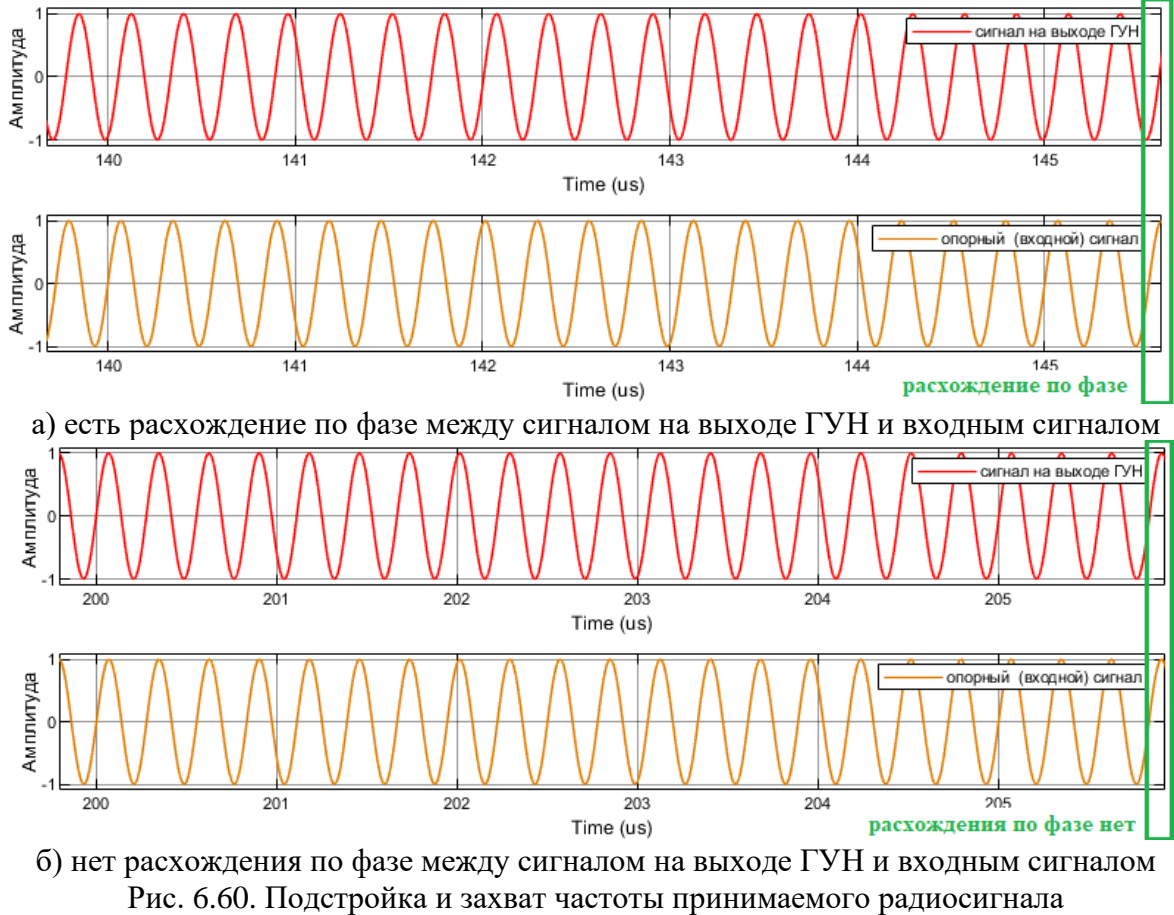 1
сигнал на выходе ГУН
Амплитуда
0
-1
140 141 142 143 144 145
Time (us)
1
опорный (входной) сигнал
Амплитуда
0
-1
140 141 142 143 144 145
Time (us)
расхождение по фазе
а) есть расхождение по фазе между сигналом на выходе ГУН и входным сигналом
1
сигнал на выходе ГУН
Амплитуда
0
-1
200 201 202 203 204 205
Time (us)
1
опорный (входной) сигнал
Амплитуда
0
-1
200 201 202 203 204 205
Time (us)
расхождения по фазе нет
б) нет расхождения по фазе между сигналом на выходе ГУН и входным сигналом
Рис. 6.60. Подстройка и захват частоты принимаемого радиосигнала